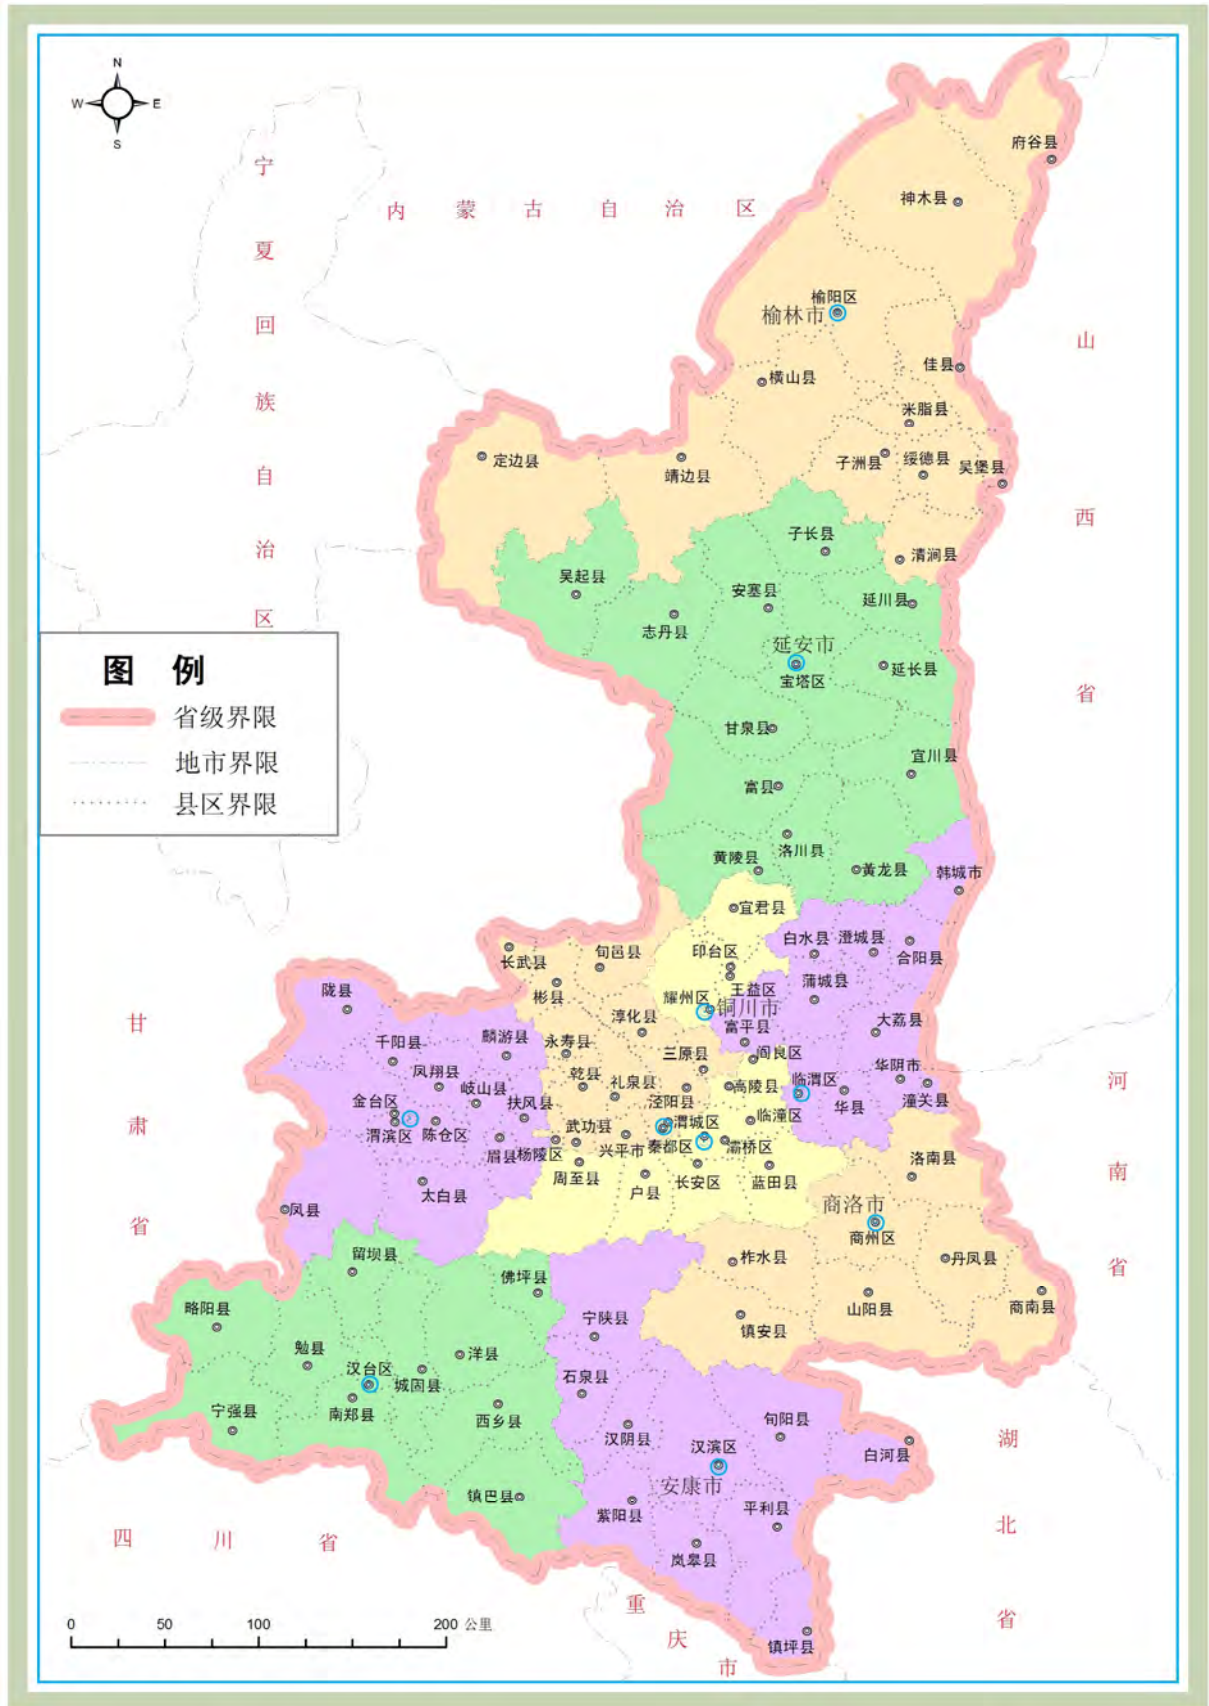 N
W
E
S
宁夏回族自治区
内蒙古自治区
山西省
河南省
湖北省
重庆市
四川省
甘肃省
府谷县
神木县
榆阳区
榆林市
佳县
横山县
米脂县
定边县
靖边县
子洲县
绥德县
吴堡县
子长县
清涧县
吴起县
安塞县
延川县
志丹县
延安市
宝塔区
延长县
甘泉县
宜川县
富县
洛川县
黄陵县
黄龙县
韩城市
宜君县
长武县
旬邑县
印台区
白水县
澄城县
合阳县
彬县
王益区
蒲城县
陇县
耀州区
铜川市
淳化县
富平县
大荔县
千阳县
麟游县
永寿县
三原县
阎良区
凤翔县
乾县
礼泉县
高陵县
临渭区
华阴市
岐山县
华县
潼关县
金台区
扶风县
泾阳县
渭城区
临潼区
渭滨区
陈仓区
武功县
眉县
杨陵区
兴平市
秦都区
灞桥区
周至县
户县
长安区
蓝田县
洛南县
太白县
凤县
商洛市
商州区
留坝县
柞水县
丹凤县
佛坪县
略阳县
山阳县
商南县
宁陕县
镇安县
勉县
汉台区
洋县
城固县
石泉县
宁强县
南郑县
西乡县
汉阴县
旬阳县
汉滨区
白河县
安康市
镇巴县
紫阳县
平利县
岚皋县
镇坪县
图 例
省级界限
地市界限
县区界限
0 50 100 200 公里